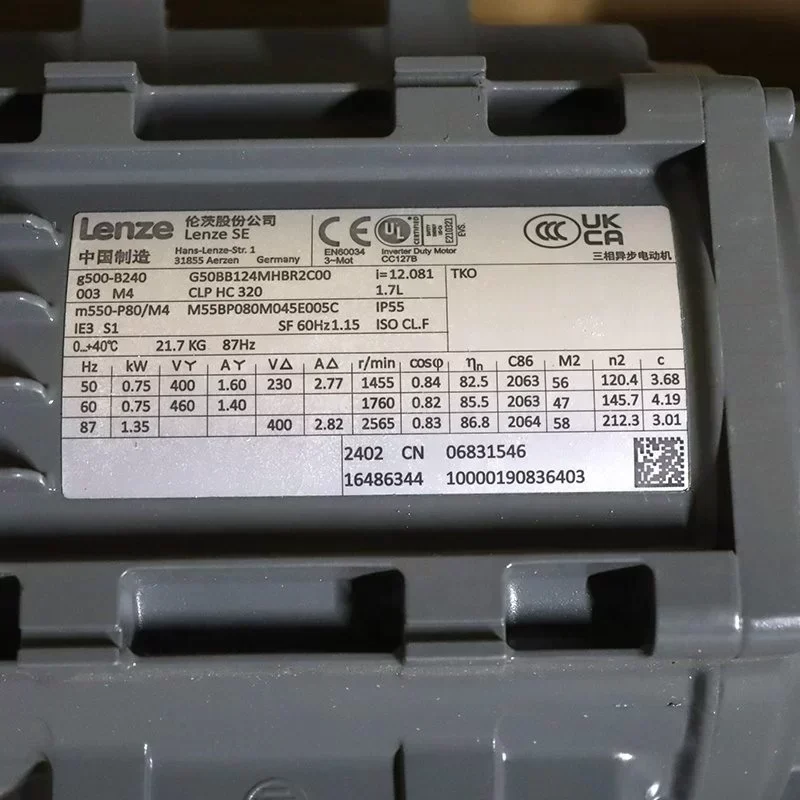 Lenze 伦茨股份公司
Lenze SE
中国制造
Hans-Lenze-Str. 1
31855 Aerzen Germany
CE
EN60034
3~Mot
UL
CERTIFIED
Inverter Duty Motor
CC127B
CCC
UK
CA
三相异步电动机
g500-B240 G50BB124MHBR2C00 i=12.081 TKO
003 M4 CLP HC 320 1.7L
m550-P80/M4 M55BP080M045E005C IP55
IE3 S1 SF 60Hz1.15 ISO CL.F
0...+40℃ 21.7 KG 87Hz
Hz kW VY AY V△ A△ r/min cosφ ηn C86 M2 n2 c
50 0.75 400 1.60 230 2.77 1455 0.84 82.5 2063 56 120.4 3.68
60 0.75 460 1.40 1760 0.82 85.5 2063 47 145.7 4.19
87 1.35 400 2.82 2565 0.83 86.8 2064 58 212.3 3.01
2402 CN 06831546
16486344 10000190836403